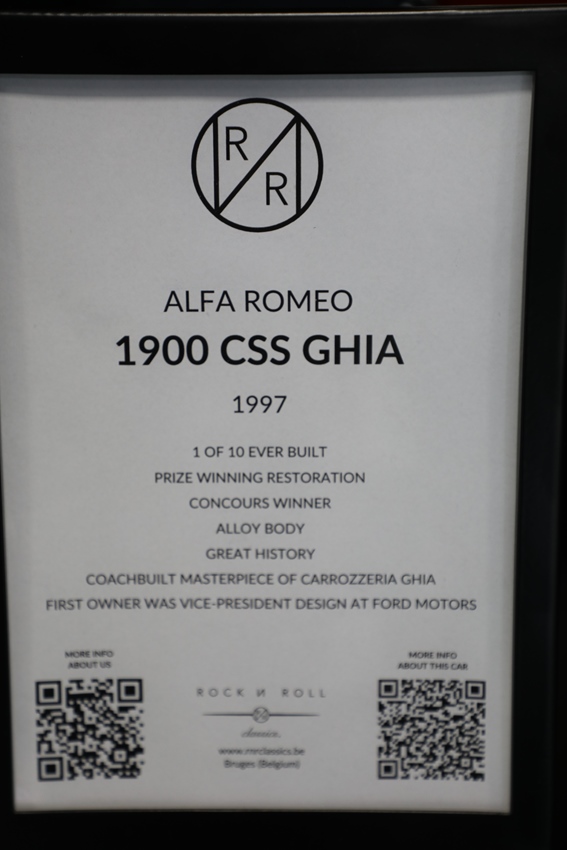 R
R
ALFA ROMEO
1900 CSS GHIA
1997
1 OF 10 EVER BUILT
PRIZE WINNING RESTORATION
CONCOURS WINNER
ALLOY BODY
GREAT HISTORY
COACHBUILT MASTERPIECE OF CARROZZERIA GHIA
FIRST OWNER WAS VICE-PRESIDENT DESIGN AT FORD MOTORS
MORE INFO
ABOUT US
MORE INFO
ABOUT THIS CAR
ROCK N ROLL
classics.
www.rnrclassics.be
Bruges (Belgium)